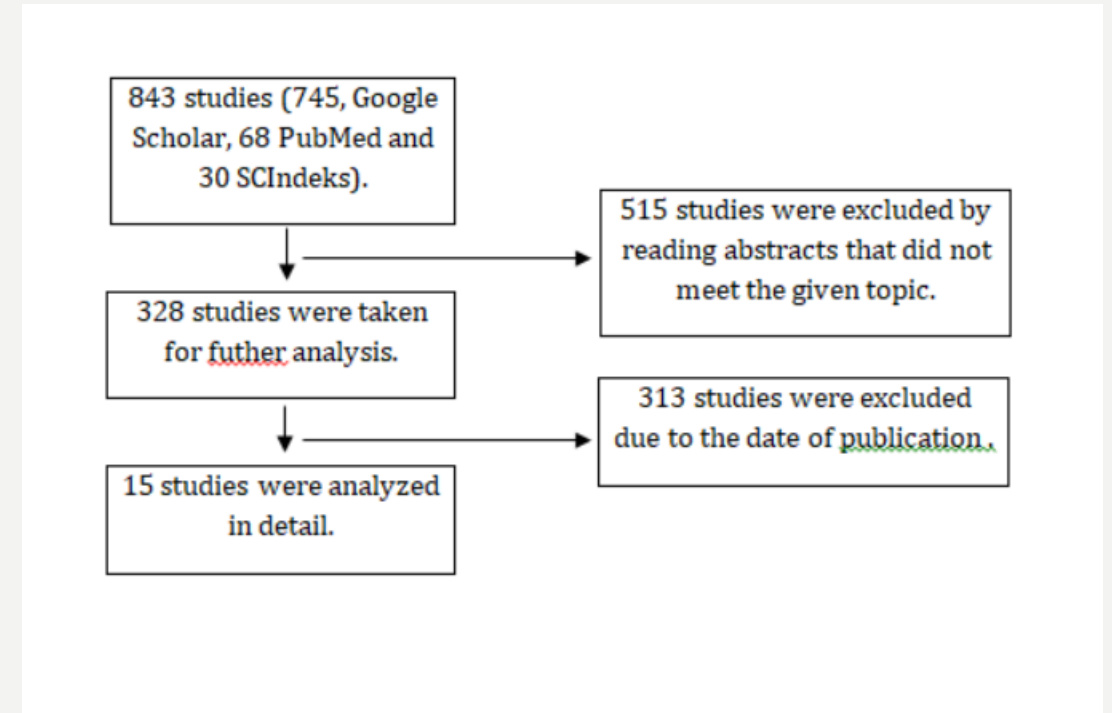 843 studies (745, Google
Scholar, 68 PubMed and
30 SCIndeks).
515 studies were excluded by
reading abstracts that did not
meet the given topic.
328 studies were taken
for futher analysis.
313 studies were excluded
due to the date of publication.
15 studies were analyzed
in detail.